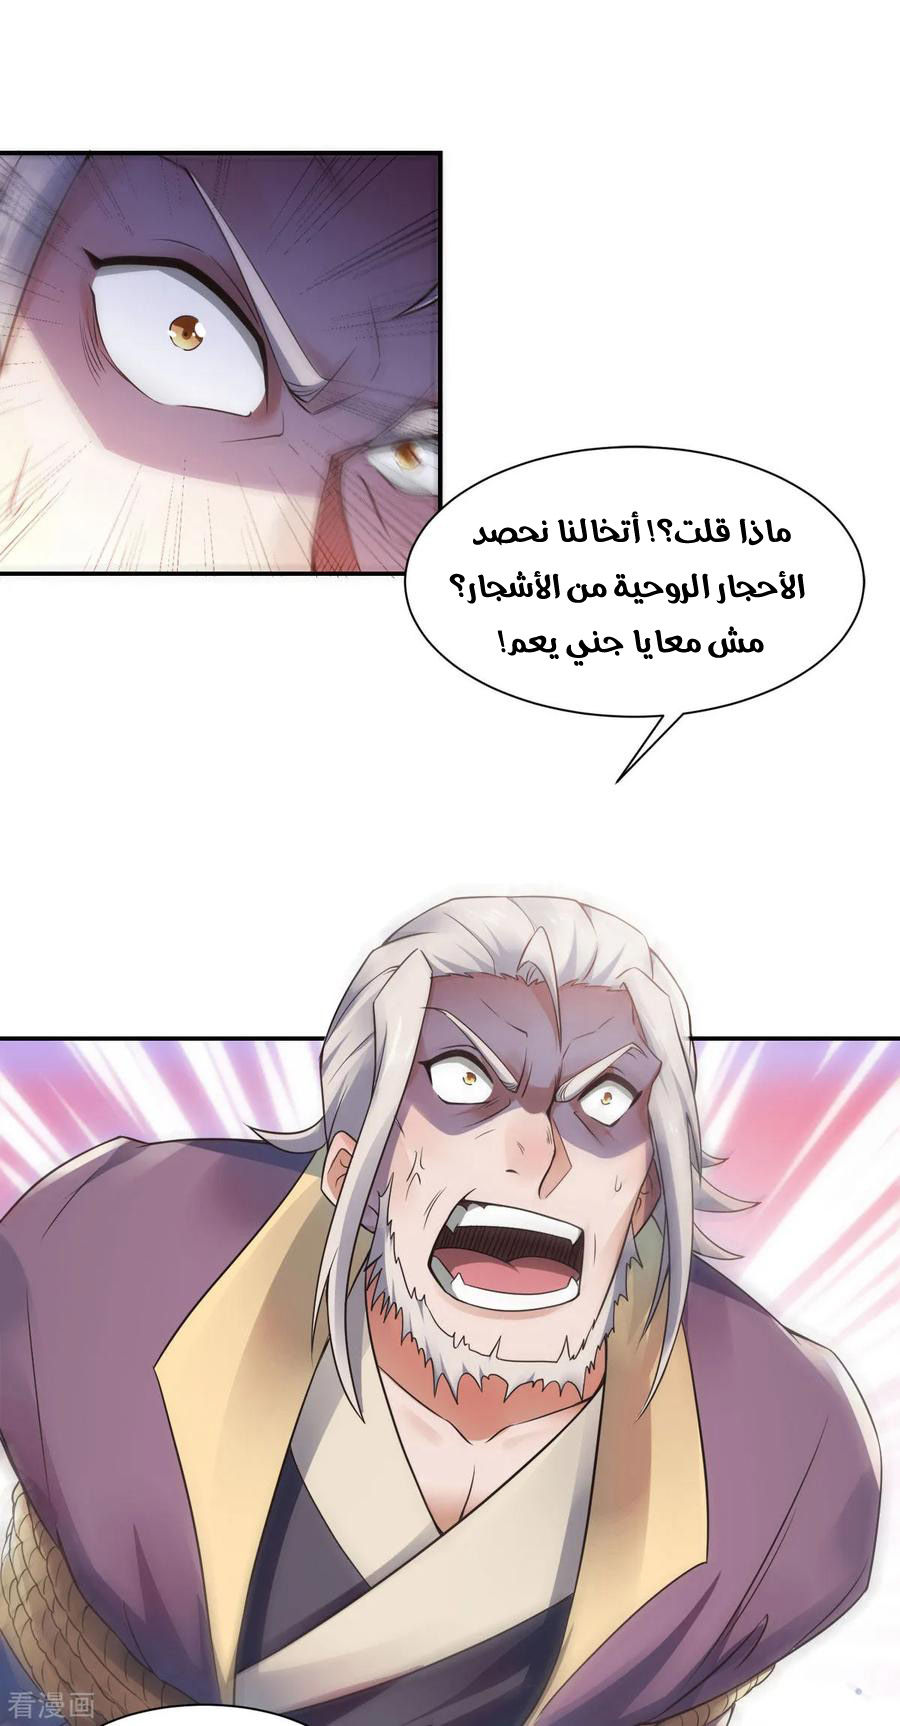 ماذا قلت؟! أتخالنا نحصد
الأحجار الروحية من الأشجار؟
مش معايا جني يعم!
看漫画